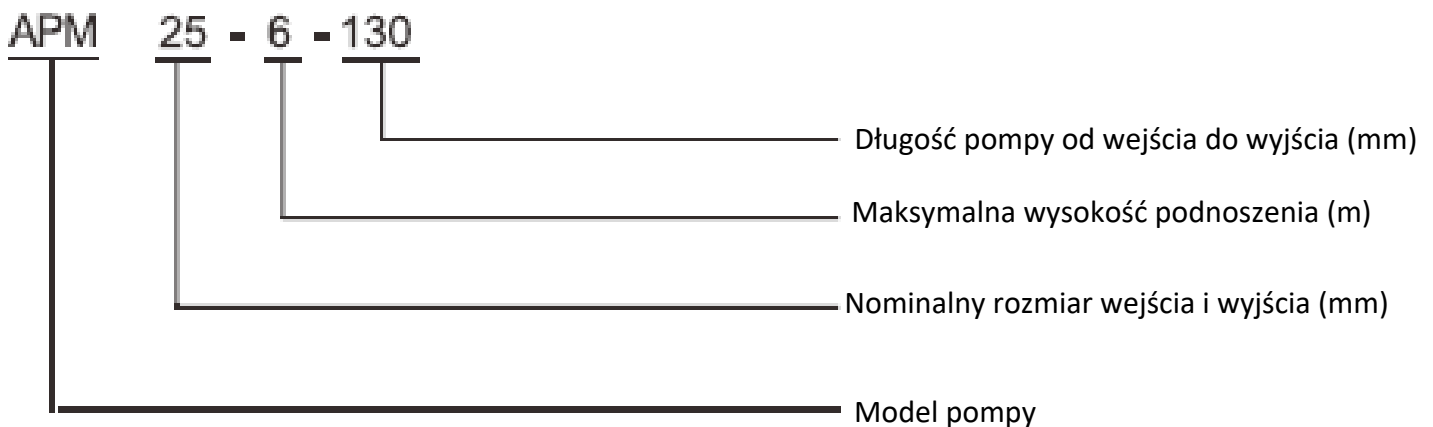 APM 25 - 6 - 130
Długość pompy od wejścia do wyjścia (mm)
Maksymalna wysokość podnoszenia (m)
Nominalny rozmiar wejścia i wyjścia (mm)
Model pompy